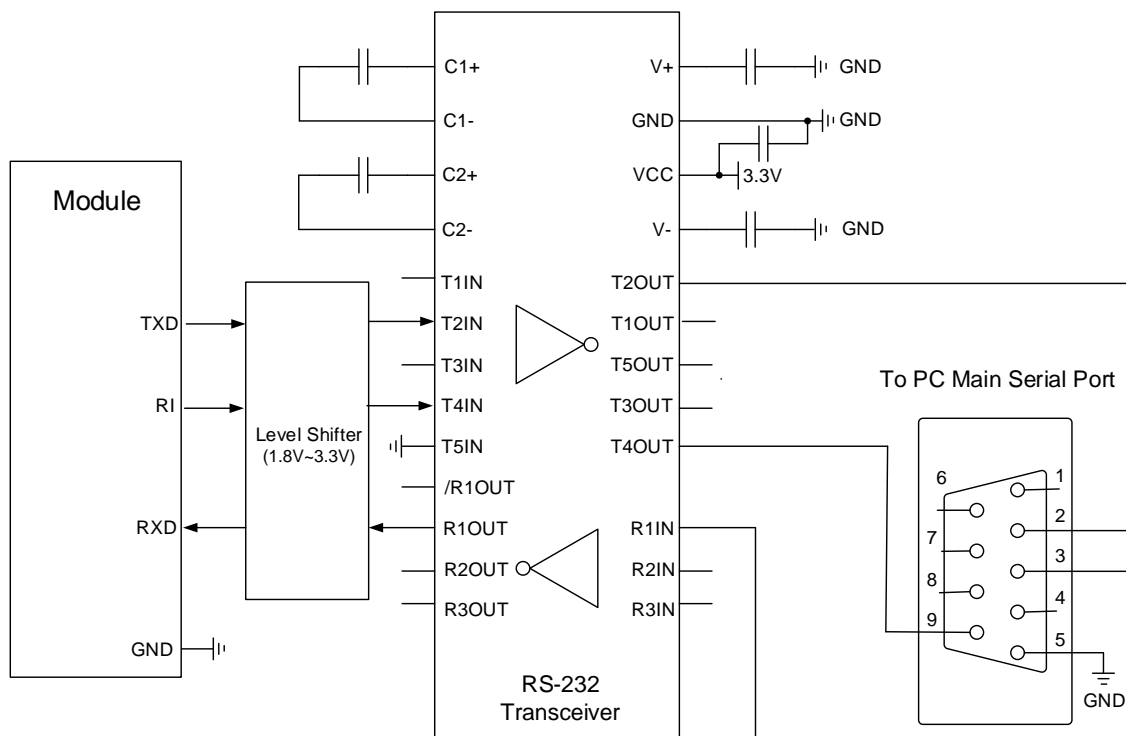 Module
TXD
RI
RXD
GND
Level Shifter
(1.8V~3.3V)
C1+
C1-
C2+
C2-
T1IN
T2IN
T3IN
T4IN
T5IN
/R1OUT
R1OUT
R2OUT
R3OUT
V+
GND
VCC
V-
T2OUT
T1OUT
T5OUT
T3OUT
T4OUT
R1IN
R2IN
R3IN
RS-232
Transceiver
GND
GND
3.3V
GND
To PC Main Serial Port
6
7
8
9
1
2
3
4
5
GND